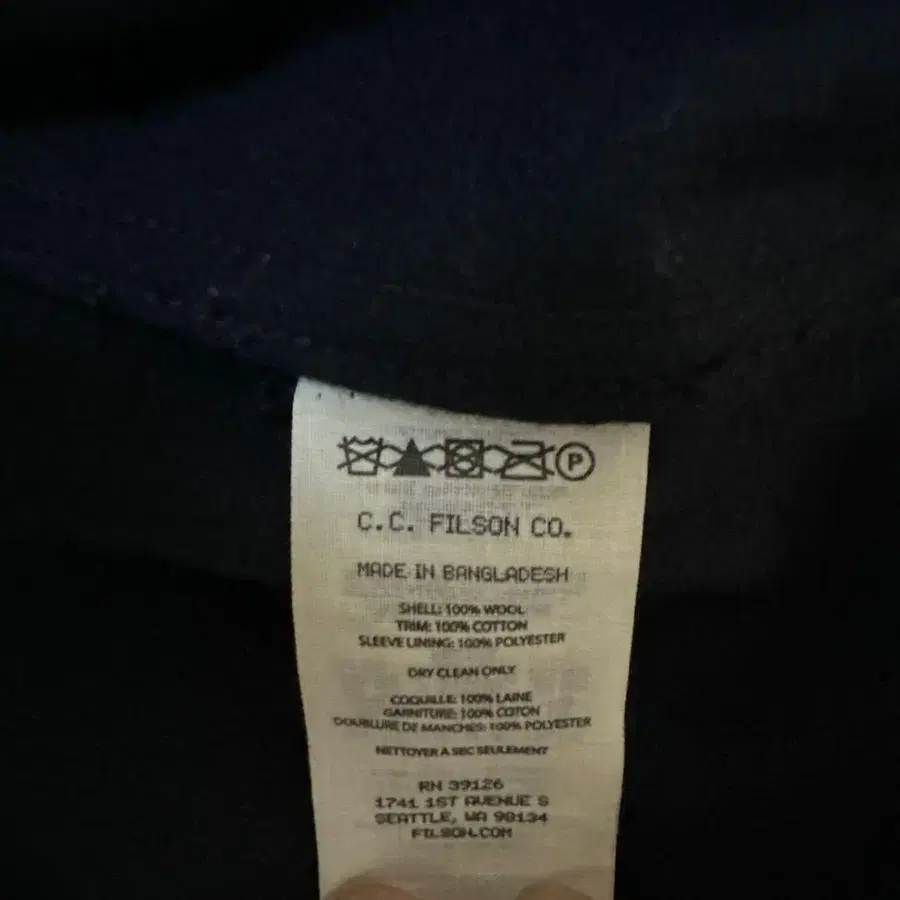 P
C.C. FILSON CO.
MADE IN BANGLADESH
SHELL: 100% WOOL
TRIM: 100% COTTON
SLEEVE LINING: 100% POLYESTER
DRY CLEAN ONLY
COQUILLE: 100% LAINE
GARNITURE: 100% COTON
DOUBLURE DE MANCHES: 100% POLYESTER
NETTOYER A SEC SEULEMENT
RN 39126
1741 1ST AVENUE S
SEATTLE, WA 98134
FILSON.COM